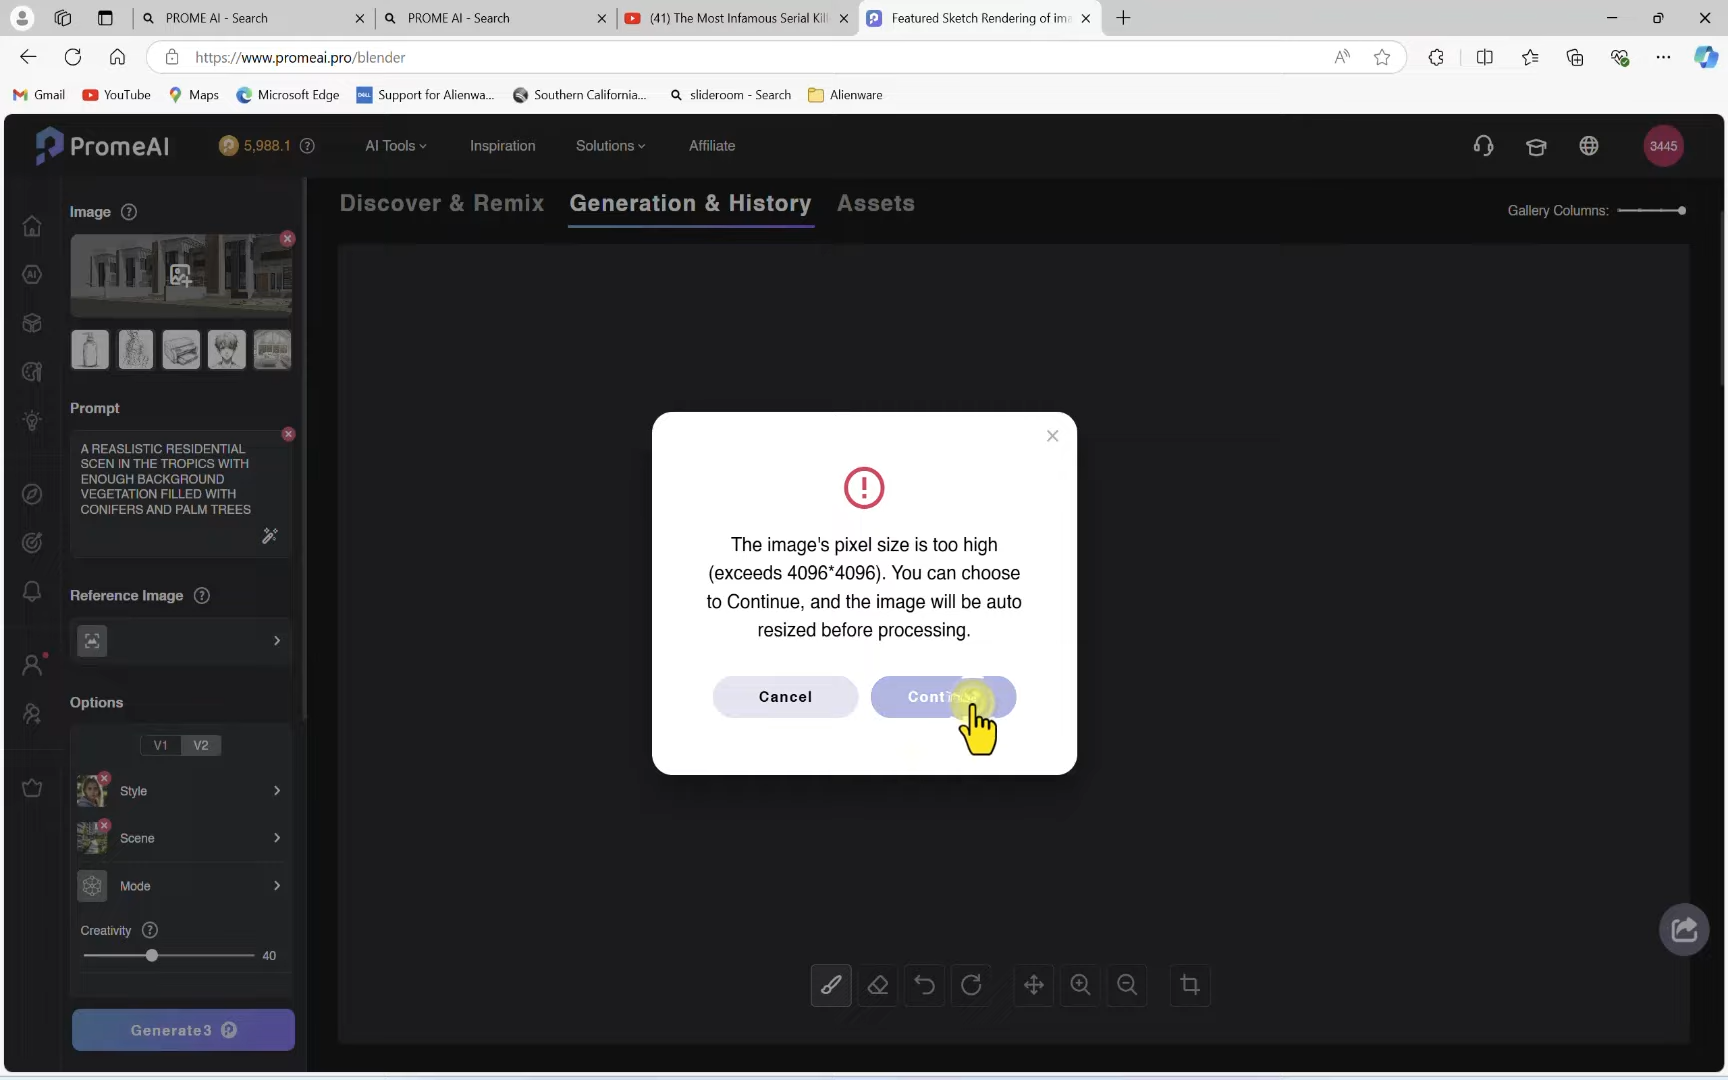 PROME AI - Search
PROME AI - Search
(41) The Most Infamous Serial Kill
Featured Sketch Rendering of ima
https://www.promeai.pro/blender
Gmail
YouTube
Maps
Microsoft Edge
Support for Alienwa...
Southern California...
slideroom - Search
Alienware
PromeAI
5,988.1
AI Tools
Inspiration
Solutions
Affiliate
3445
Image
Discover & Remix
Generation & History
Assets
Gallery Columns:
Prompt
A REASLISTIC RESIDENTIAL
SCEN IN THE TROPICS WITH
ENOUGH BACKGROUND
VEGETATION FILLED WITH
CONIFERS AND PALM TREES
Reference Image
Options
V1
V2
Style
Scene
Mode
Creativity
40
Generate3
The image's pixel size is too high
(exceeds 4096*4096). You can choose
to Continue, and the image will be auto
resized before processing.
Cancel
Continue